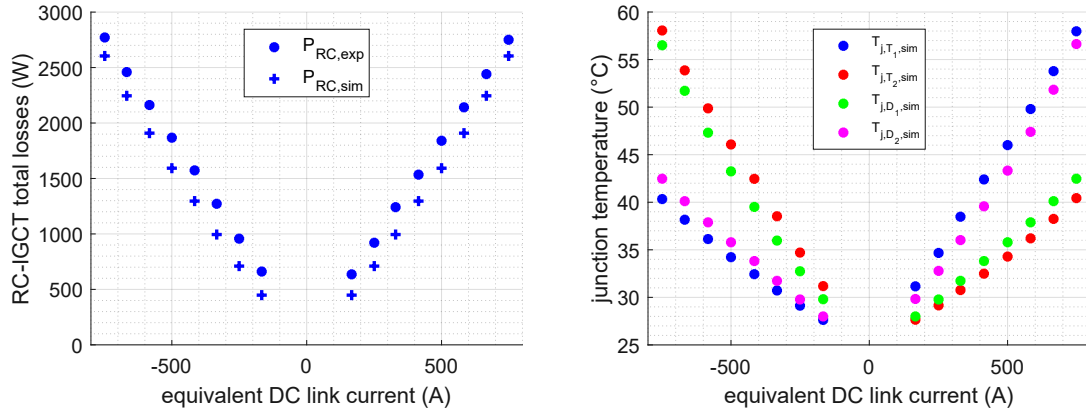 3000
2500
2000
1500
1000
500
0
-500
0
500
RC-IGCT total losses (W)
equivalent DC link current (A)
P_RC,exp
P_RC,sim
60
55
50
45
40
35
30
25
-500
0
500
junction temperature (°C)
equivalent DC link current (A)
T_j,T_1,sim
T_j,T_2,sim
T_j,D_1,sim
T_j,D_2,sim